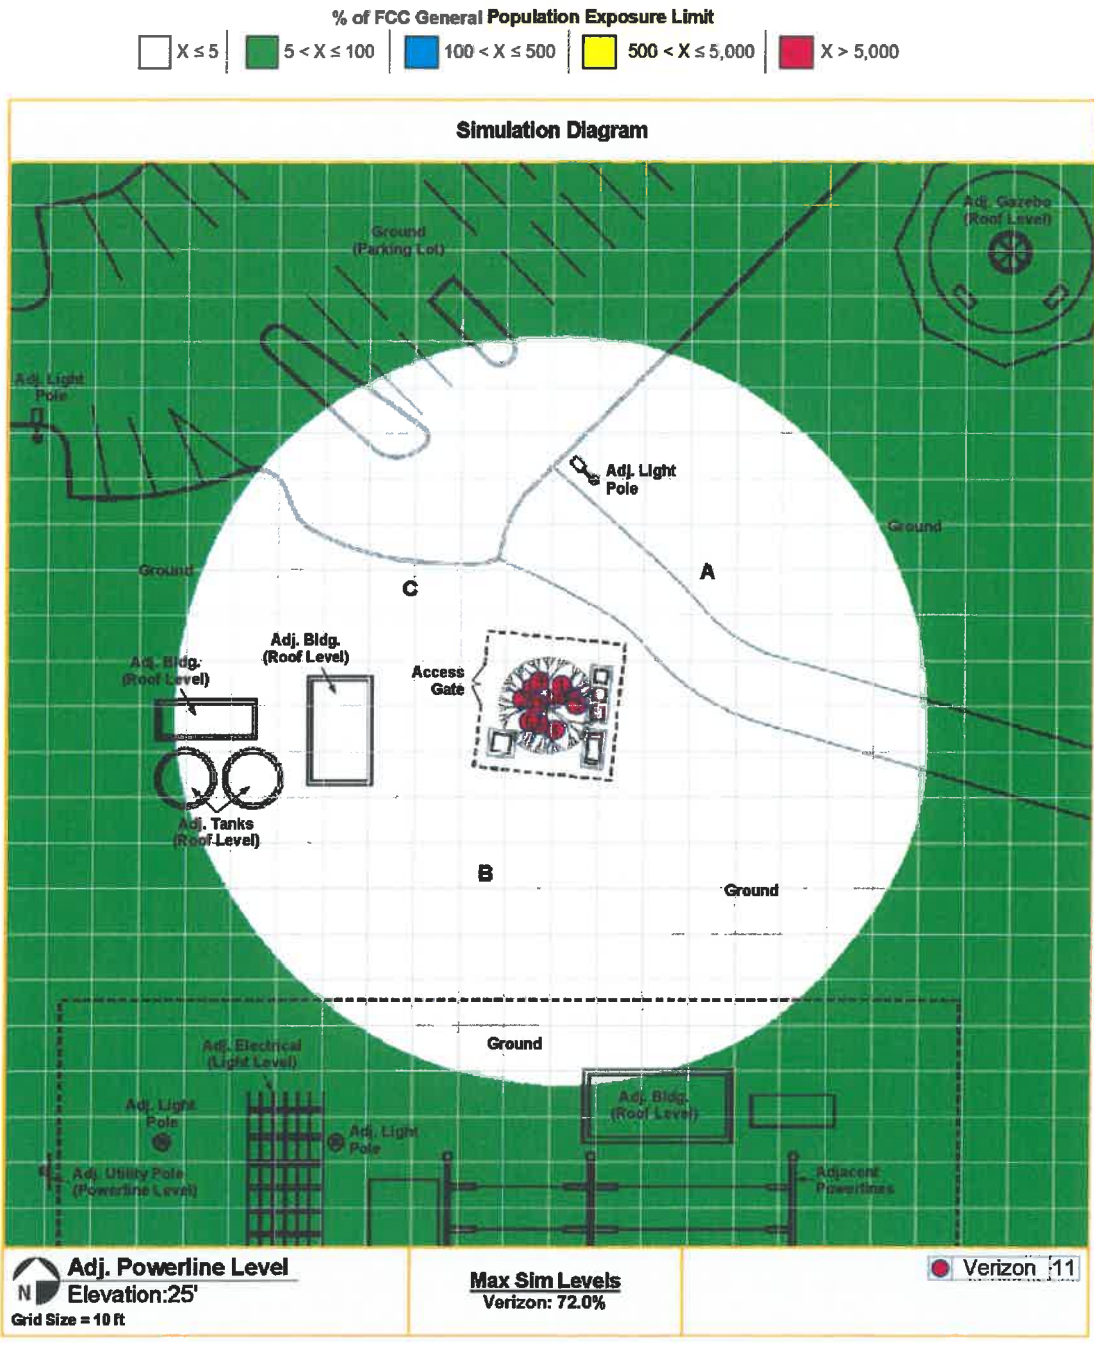 % of FCC General Population Exposure Limit
X ≤ 5
5 < X ≤ 100
100 < X ≤ 500
500 < X ≤ 5,000
X > 5,000
Simulation Diagram
Adj. Gazebo
(Roof Level)
Ground
(Parking Lot)
Adj. Light
Pole
Adj. Light
Pole
Ground
A
Ground
C
Adj. Bldg.
(Roof Level)
Adj. Bldg.
(Roof Level)
Access
Gate
Adj. Tanks
(Roof Level)
B
Ground
Ground
Adj. Electrical
(Light Level)
Adj. Light
Pole
Adj. Bldg.
(Roof Level)
Adj. Light
Pole
Adj. Utility Pole
(Powerline Level)
Adjacent
Powerlines
N
Adj. Powerline Level
Elevation:25'
Grid Size = 10 ft
Max Sim Levels
Verizon: 72.0%
Verizon :11